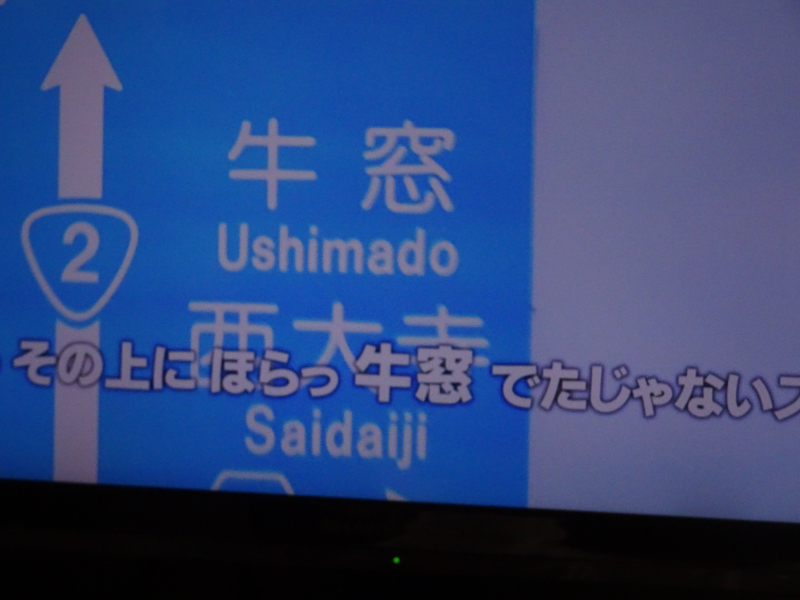 牛窓
Ushimado
2
西大寺
その上に ほらっ 牛窓 でたじゃないス
Saidaiji